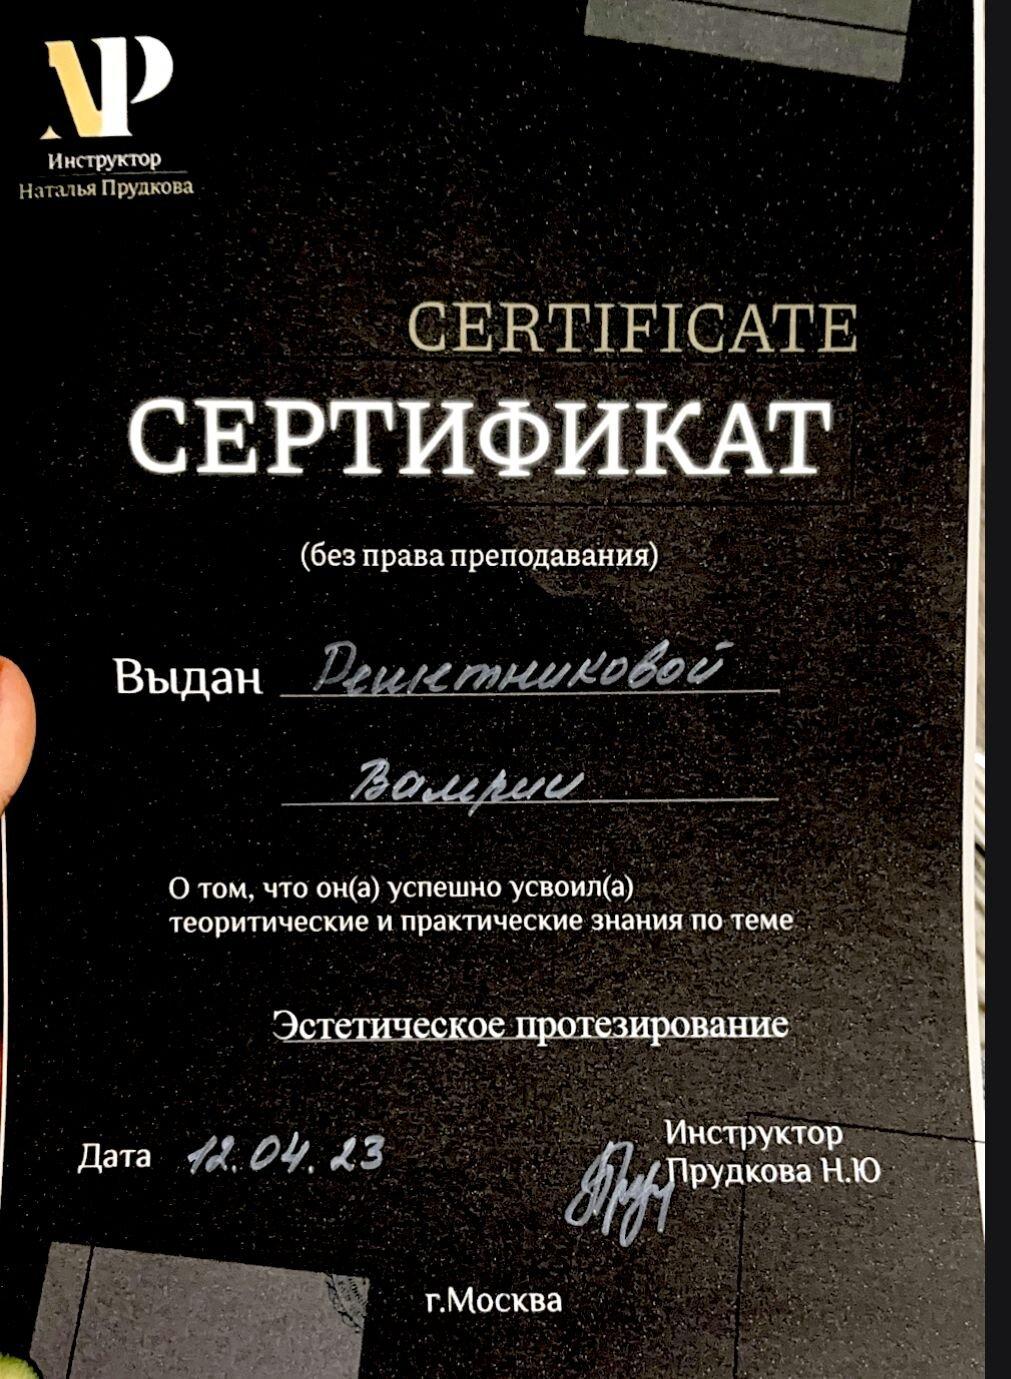 NP
Инструктор
Наталья Прудкова
CERTIFICATE
СЕРТИФИКАТ
(без права преподавания)
Выдан Решетниковой
Валерии
О том, что он(а) успешно усвоил(а)
теоритические и практические знания по теме
Эстетическое протезирование
Дата 12.04.23
Инструктор
Прудкова Н.Ю
г.Москва